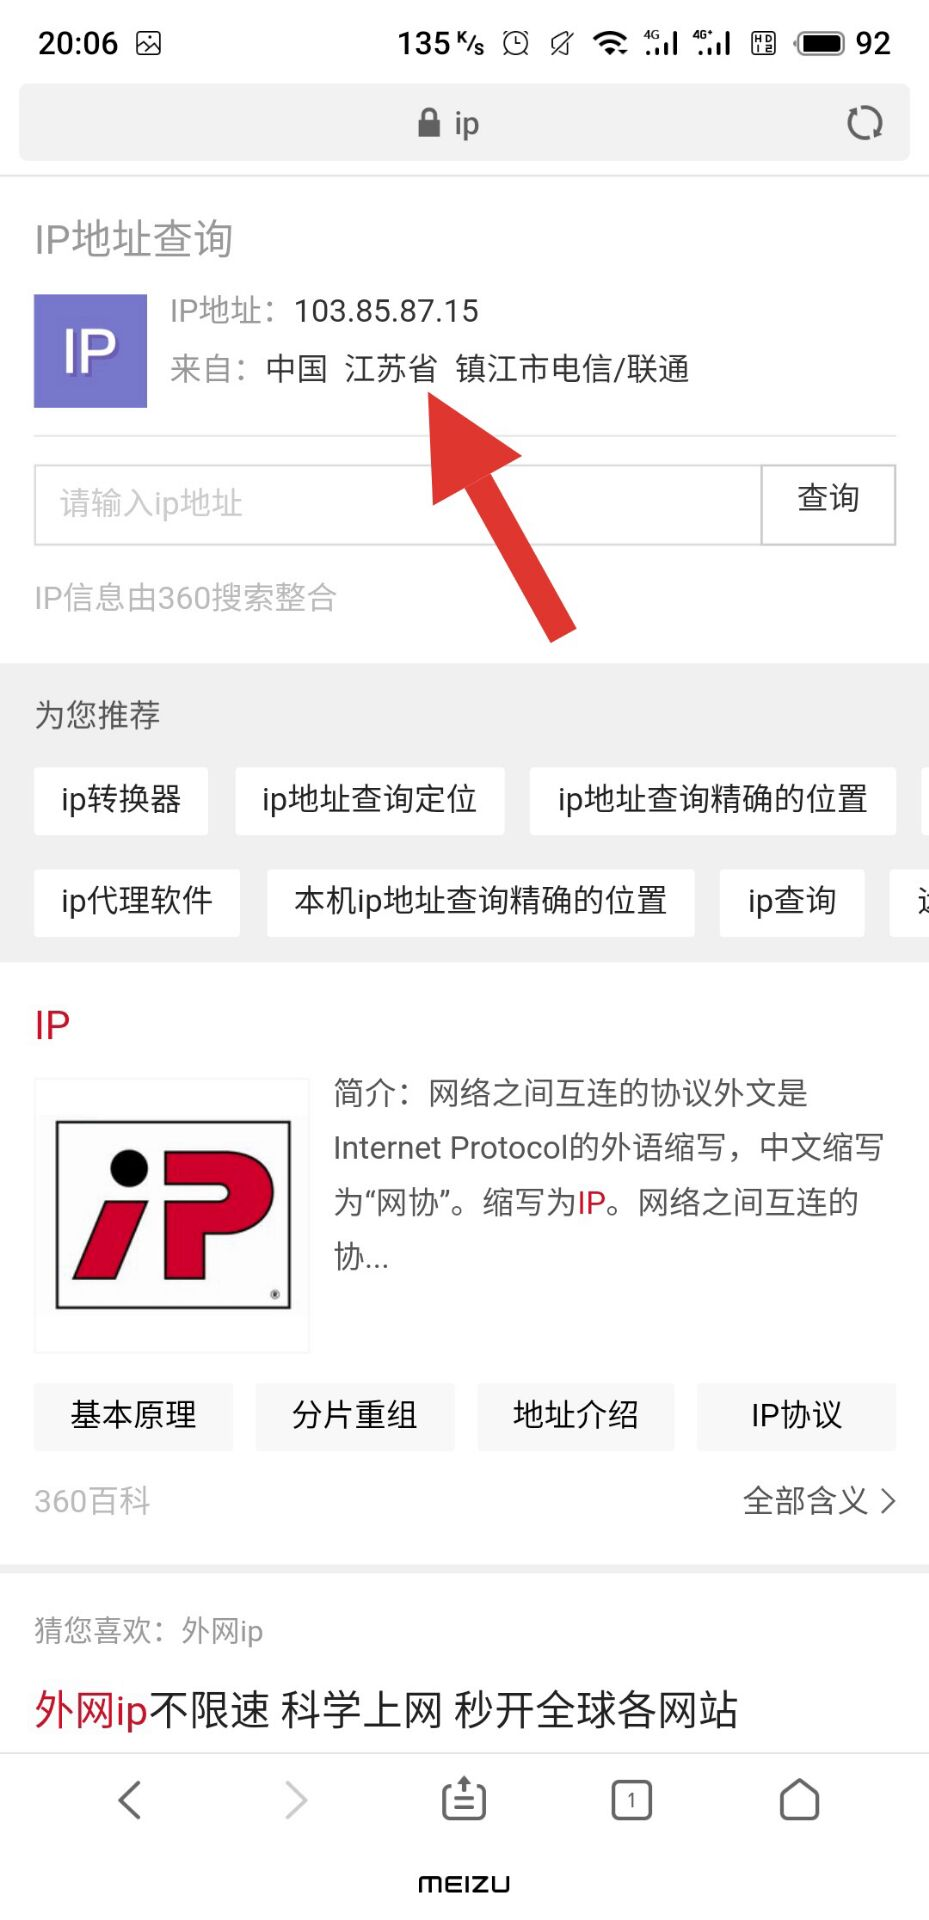 20:06
135 K/s 4G 4G+ HD 12 92
ip
IP地址查询
IP
IP地址：103.85.87.15
来自：中国 江苏省 镇江市电信/联通
请输入ip地址
查询
IP信息由360搜索整合
为您推荐
ip转换器
ip地址查询定位
ip地址查询精确的位置
ip代理软件
本机ip地址查询精确的位置
ip查询
IP
iP
®
简介：网络之间互连的协议外文是
Internet Protocol的外语缩写，中文缩写
为“网协”。缩写为IP。网络之间互连的
协...
基本原理
分片重组
地址介绍
IP协议
360百科
全部含义
猜您喜欢：外网ip
外网ip不限速 科学上网 秒开全球各网站
1
MEIZU